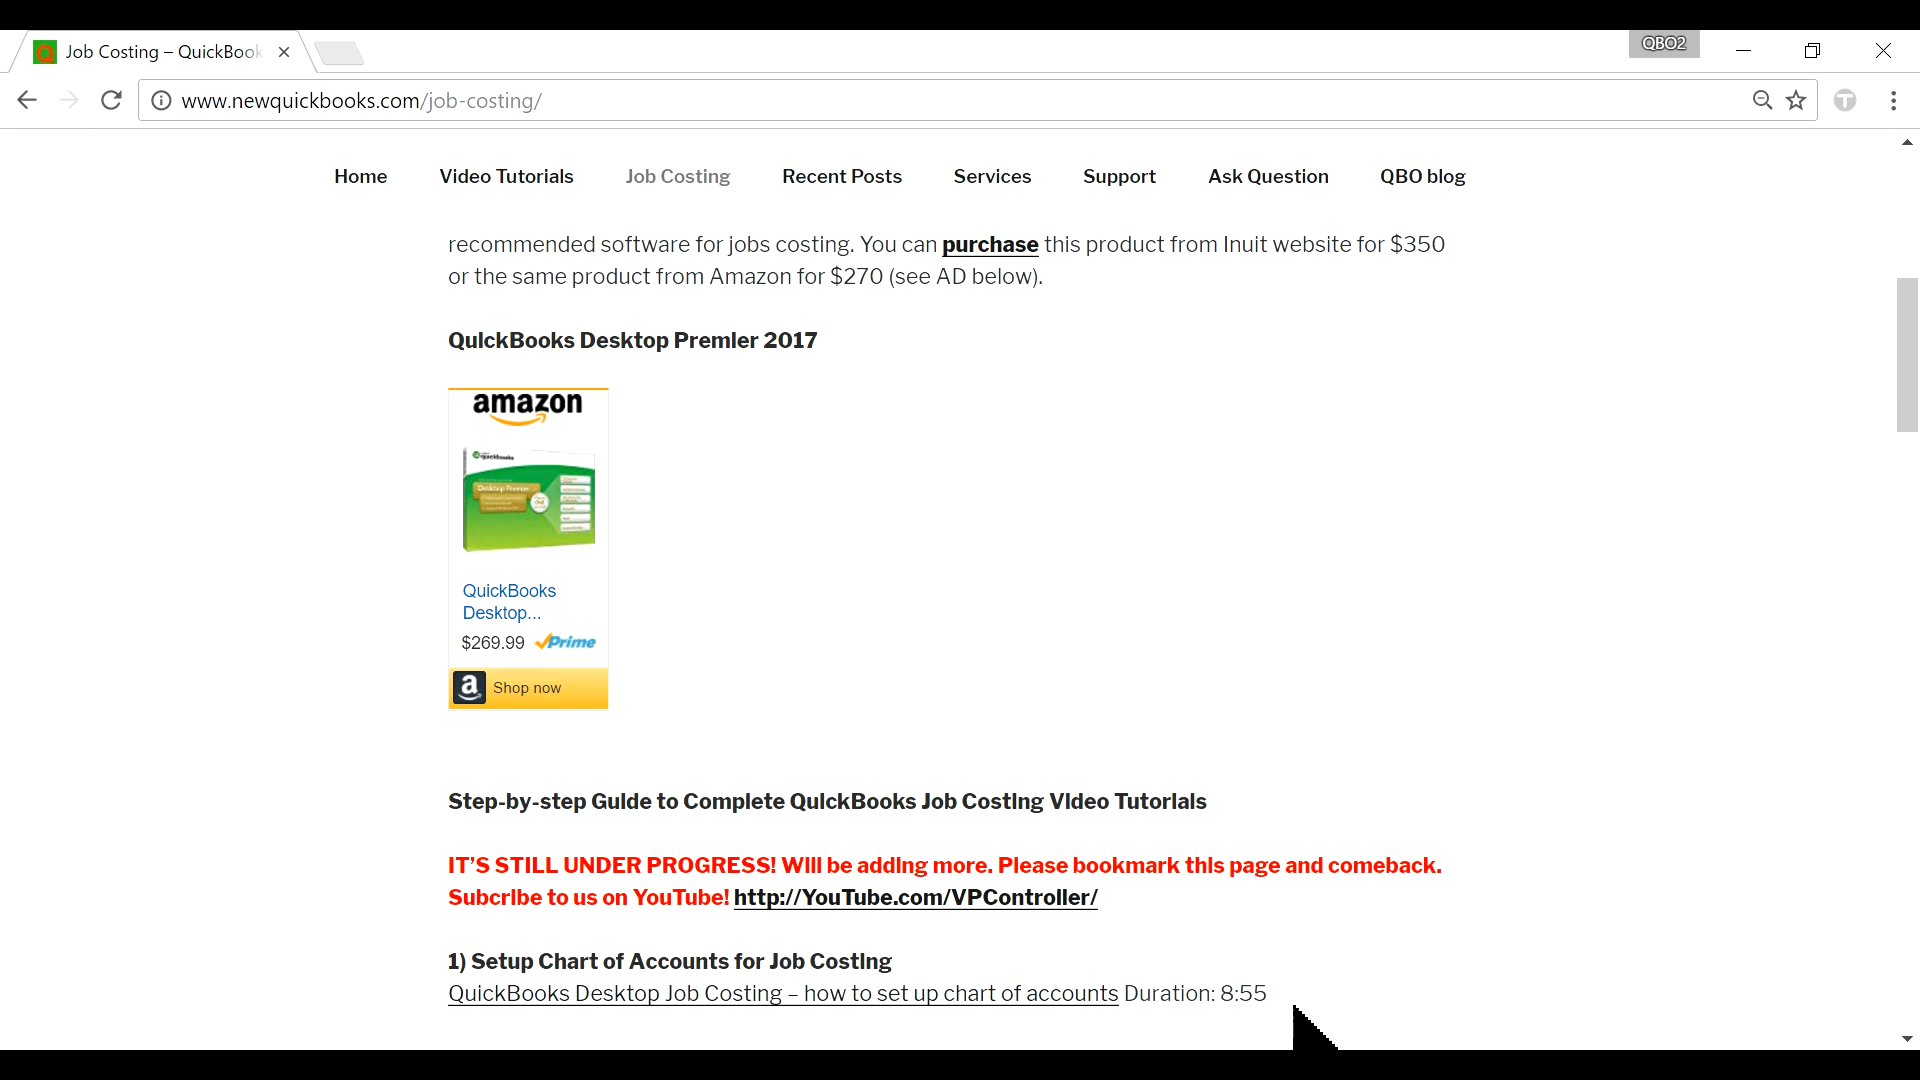 Job Costing – QuickBook
QBO2
www.newquickbooks.com/job-costing/
Home Video Tutorials Job Costing Recent Posts Services Support Ask Question QBO blog
recommended software for jobs costing. You can purchase this product from Inuit website for $350
or the same product from Amazon for $270 (see AD below).
QuickBooks Desktop Premier 2017
amazon
quickbooks
Desktop Premier
QuickBooks
Desktop...
$269.99 Prime
a Shop now
Step-by-step Guide to Complete QuickBooks Job Costing Video Tutorials
IT’S STILL UNDER PROGRESS! Will be adding more. Please bookmark this page and comeback.
Subcribe to us on YouTube! http://YouTube.com/VPController/
1) Setup Chart of Accounts for Job Costing
QuickBooks Desktop Job Costing – how to set up chart of accounts Duration: 8:55